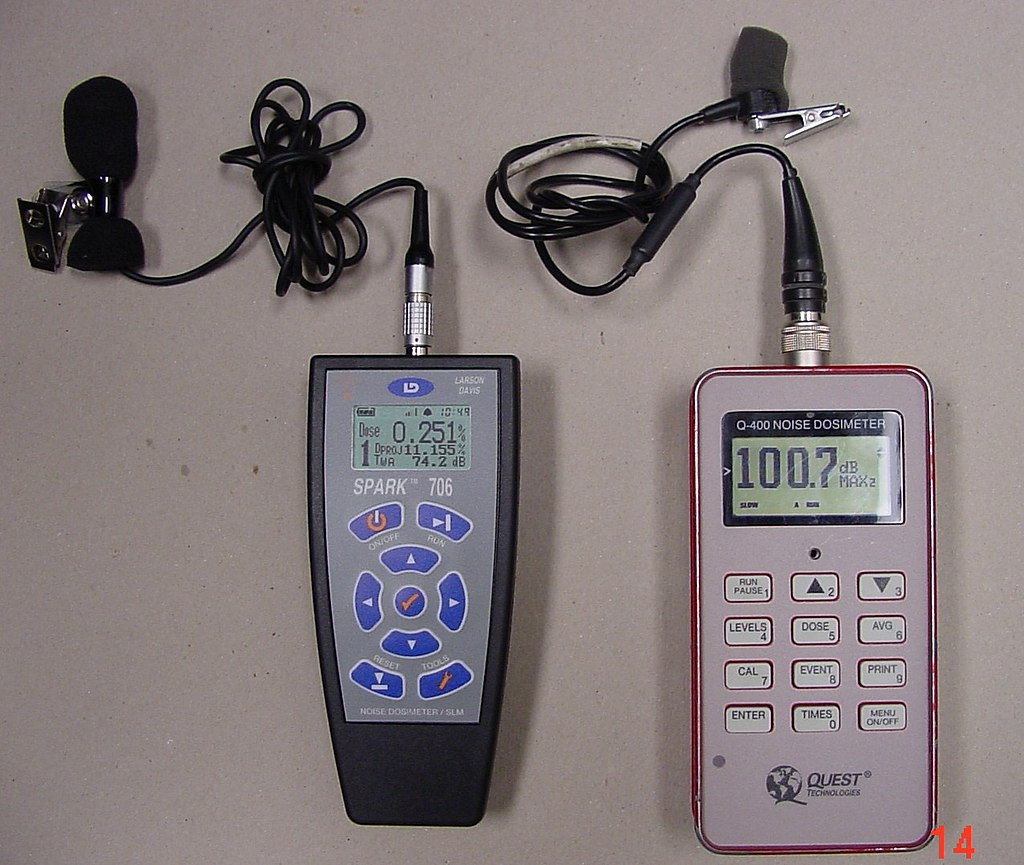 LD
LARSON
DAVIS
10:49
Dose 0.251%
1 DPROJ 11.155%
TWA 74.2 dB
SPARK™ 706
ON/OFF
RUN
RESET
TOOLS
NOISE DOSIMETER / SLM
Q-400 NOISE DOSIMETER
100.7 dB
MAX2
SLOW A RUN
RUN
PAUSE 1
2
3
LEVELS 4
DOSE 5
AVG 6
CAL 7
EVENT 8
PRINT 9
ENTER
TIMES 0
MENU
ON/OFF
QUEST®
TECHNOLOGIES
14